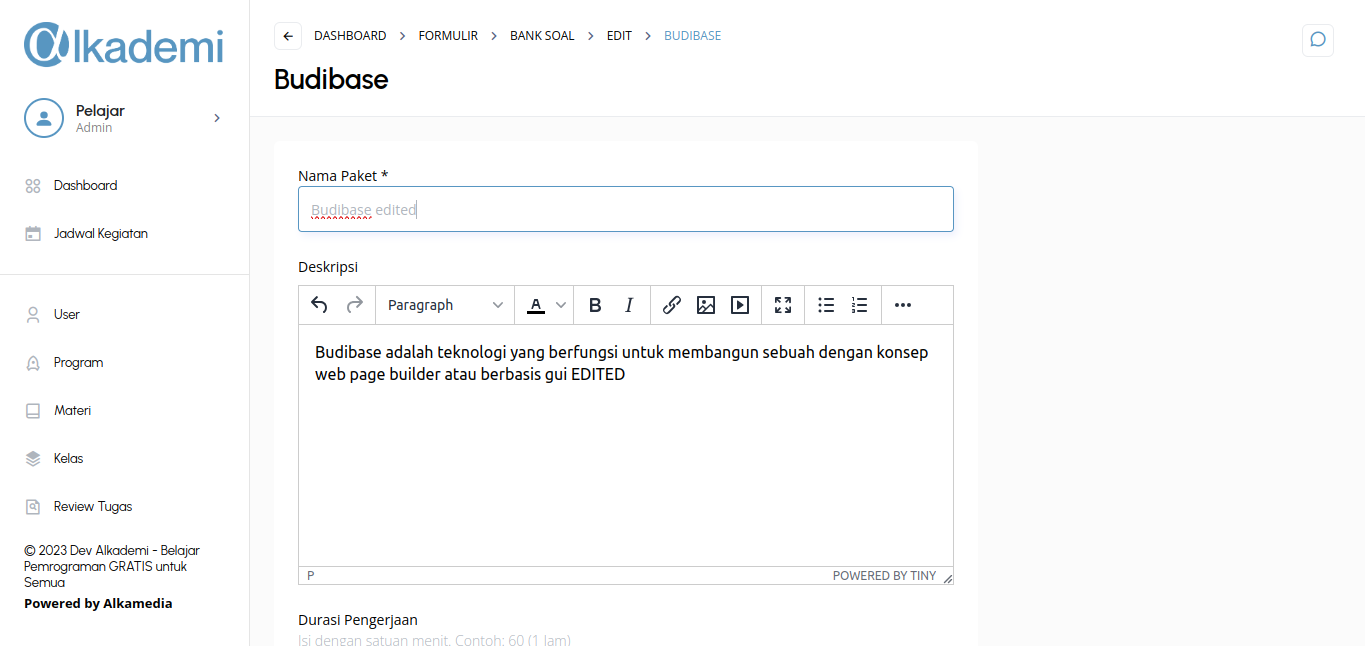 Alkademi
Pelajar
Admin
Dashboard
Jadwal Kegiatan
User
Program
Materi
Kelas
Review Tugas
© 2023 Dev Alkademi - Belajar
Pemrograman GRATIS untuk
Semua
Powered by Alkamedia
DASHBOARD > FORMULIR > BANK SOAL > EDIT > BUDIBASE
Budibase
Nama Paket *
Budibase edited
Deskripsi
Paragraph A B I
Budibase adalah teknologi yang berfungsi untuk membangun sebuah dengan konsep
web page builder atau berbasis gui EDITED
P POWERED BY TINY
Durasi Pengerjaan
Isi dengan satuan menit. Contoh: 60 (1 Jam)